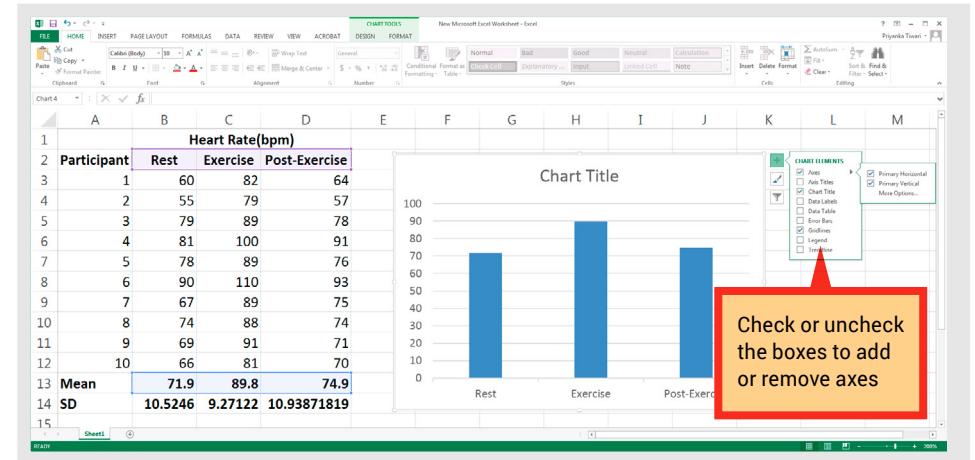 CHART TOOLS New Microsoft Excel Worksheet - Excel
FILE HOME INSERT PAGE LAYOUT FORMULAS DATA REVIEW VIEW ACROBAT DESIGN FORMAT Priyanka Tiwari
Cut Calibri (Body) 10 Wrap Text General Normal Bad Good Neutral Calculation AutoSum
Copy Fill
Paste Format Painter B I U Merge & Center $ % Conditional Formatting Format as Table Check Cell Explanatory ... Input Linked Cell Note Insert Delete Format Clear Sort & Filter Find & Select
Clipboard Font Alignment Number Styles Cells Editing
Chart 4 fx
A B C D E F G H I J K L M
1 Heart Rate(bpm)
2 Participant Rest Exercise Post-Exercise
3 1 60 82 64
4 2 55 79 57
5 3 79 89 78
6 4 81 100 91
7 5 78 89 76
8 6 90 110 93
9 7 67 89 75
10 8 74 88 74
11 9 69 91 71
12 10 66 81 70
13 Mean 71.9 89.8 74.9
14 SD 10.5246 9.27122 10.93871819
15
Chart Title
100
90
80
70
60
50
40
30
20
10
0
Rest Exercise Post-Exerc
CHART ELEMENTS
Axes
Axis Titles
Chart Title
Data Labels
Data Table
Error Bars
Gridlines
Legend
Primary Horizontal
Primary Vertical
More Options...
Check or uncheck
the boxes to add
or remove axes
Sheet1
READY 200%